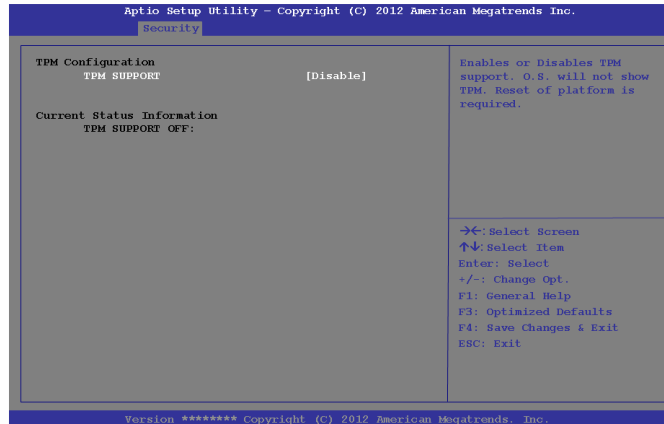 Aptio Setup Utility – Copyright (C) 2012 American Megatrends Inc.
Security
TPM Configuration
TPM SUPPORT [Disable]
Current Status Information
TPM SUPPORT OFF:
Enables or Disables TPM
support. O.S. will not show
TPM. Reset of platform is
required.
→←:Select Screen
↑↓:Select Item
Enter: Select
+/-: Change Opt.
F1: General Help
F3: Optimized Defaults
F4: Save Changes & Exit
ESC: Exit
Version ******** Copyright (C) 2012 American Megatrends. Inc.